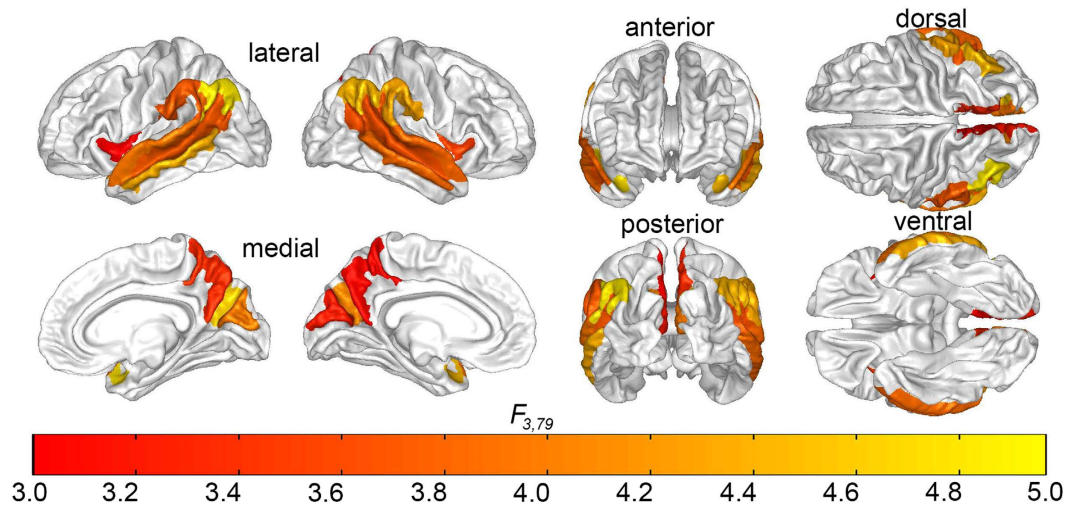 lateral
anterior
dorsal
medial
posterior
ventral
F3,79
3.0 3.2 3.4 3.6 3.8 4.0 4.2 4.4 4.6 4.8 5.0